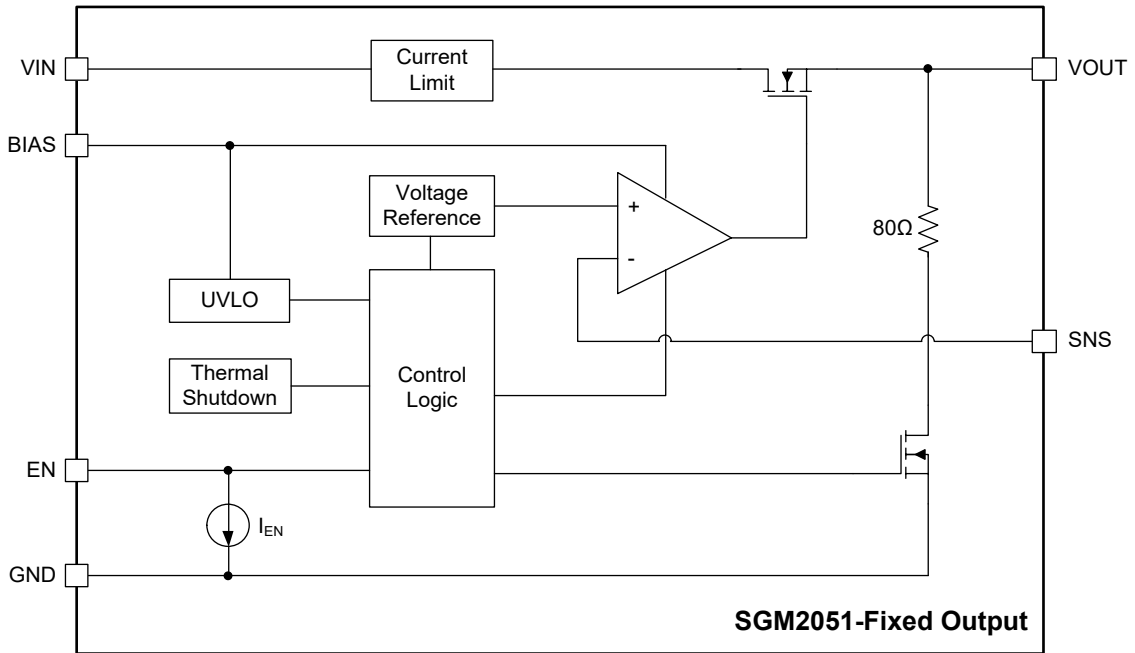 VIN
Current
Limit
VOUT
BIAS
Voltage
Reference
+
-
80Ω
UVLO
SNS
Thermal
Shutdown
Control
Logic
EN
I_EN
GND
SGM2051-Fixed Output